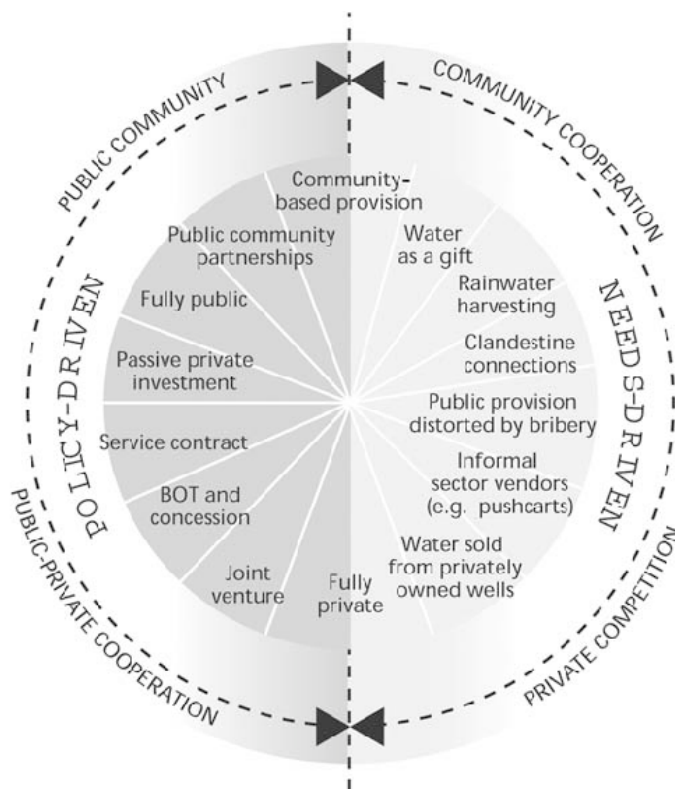 PUBLIC COMMUNITY
COMMUNITY COOPERATION
POLICY-DRIVEN
NEEDS-DRIVEN
PUBLIC-PRIVATE COOPERATION
PRIVATE COMPETITION
Community-
based provision
Public community
partnerships
Fully public
Passive private
investment
Service contract
BOT and
concession
Joint
venture
Fully
private
Water
as a gift
Rainwater
harvesting
Clandestine
connections
Public provision
distorted by bribery
Informal
sector vendors
(e.g. pushcarts)
Water sold
from privately
owned wells